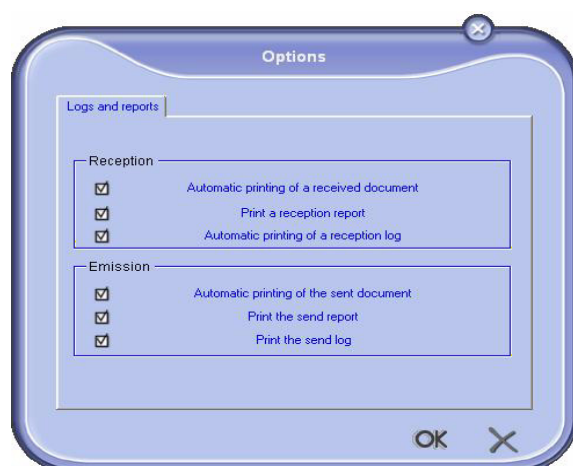 Options
Logs and reports
Reception
Automatic printing of a received document
Print a reception report
Automatic printing of a reception log
Emission
Automatic printing of the sent document
Print the send report
Print the send log
OK